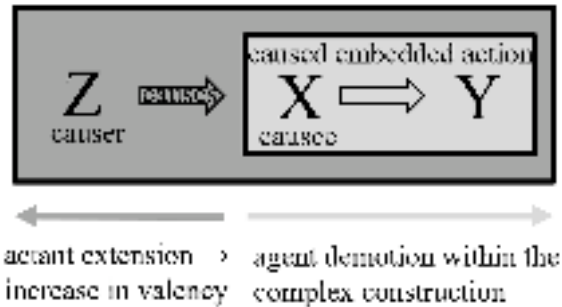 caused embedded action
Z X Y
causer
causee
actant extension → agent demotion within the
increase in valency complex construction